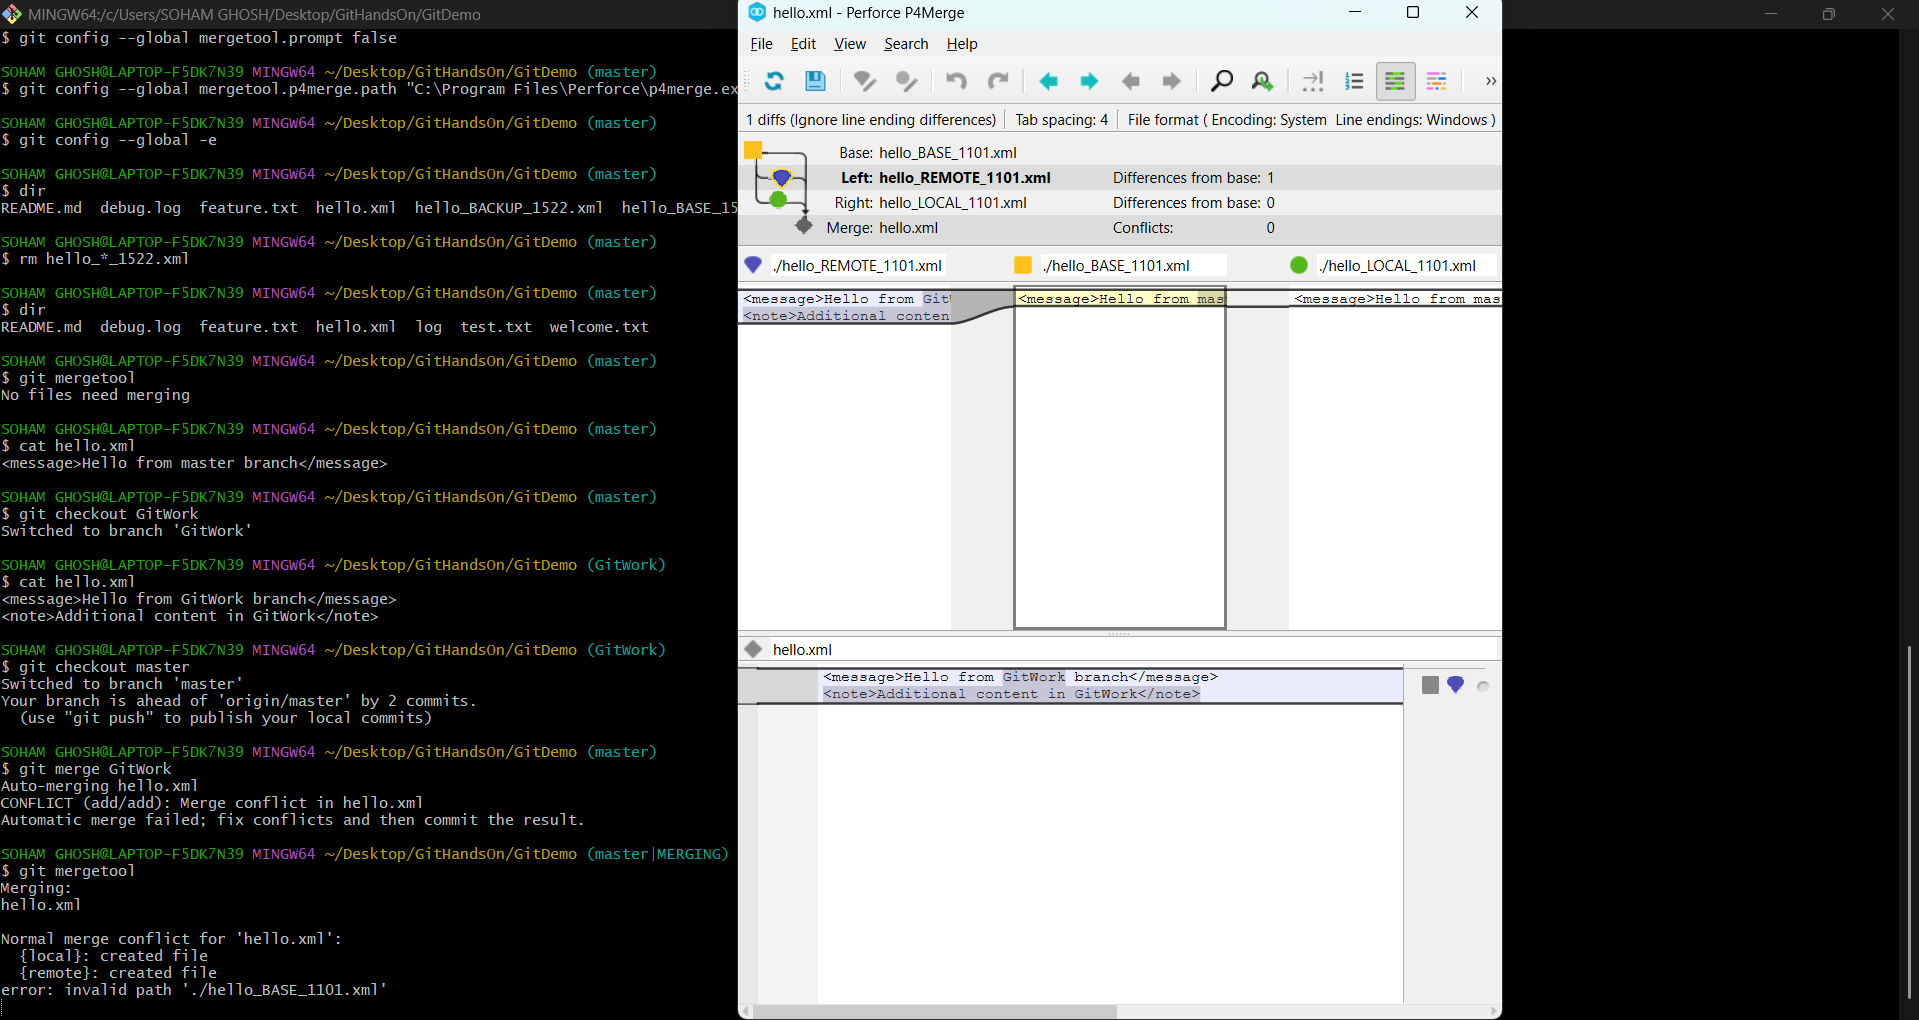 MINGW64:/c/Users/SOHAM GHOSH/Desktop/GitHandsOn/GitDemo
$ git config --global mergetool.prompt false
SOHAM GHOSH@LAPTOP-F5DK7N39 MINGW64 ~/Desktop/GitHandsOn/GitDemo (master)
$ git config --global mergetool.p4merge.path "C:\Program Files\Perforce\p4merge.ex
SOHAM GHOSH@LAPTOP-F5DK7N39 MINGW64 ~/Desktop/GitHandsOn/GitDemo (master)
$ git config --global -e
SOHAM GHOSH@LAPTOP-F5DK7N39 MINGW64 ~/Desktop/GitHandsOn/GitDemo (master)
$ dir
README.md  debug.log  feature.txt  hello.xml  hello_BACKUP_1522.xml  hello_BASE_15
SOHAM GHOSH@LAPTOP-F5DK7N39 MINGW64 ~/Desktop/GitHandsOn/GitDemo (master)
$ rm hello_*_1522.xml
SOHAM GHOSH@LAPTOP-F5DK7N39 MINGW64 ~/Desktop/GitHandsOn/GitDemo (master)
$ dir
README.md  debug.log  feature.txt  hello.xml  log  test.txt  welcome.txt
SOHAM GHOSH@LAPTOP-F5DK7N39 MINGW64 ~/Desktop/GitHandsOn/GitDemo (master)
$ git mergetool
No files need merging
SOHAM GHOSH@LAPTOP-F5DK7N39 MINGW64 ~/Desktop/GitHandsOn/GitDemo (master)
$ cat hello.xml
<message>Hello from master branch</message>
SOHAM GHOSH@LAPTOP-F5DK7N39 MINGW64 ~/Desktop/GitHandsOn/GitDemo (master)
$ git checkout GitWork
Switched to branch 'GitWork'
SOHAM GHOSH@LAPTOP-F5DK7N39 MINGW64 ~/Desktop/GitHandsOn/GitDemo (GitWork)
$ cat hello.xml
<message>Hello from GitWork branch</message>
<note>Additional content in GitWork</note>
SOHAM GHOSH@LAPTOP-F5DK7N39 MINGW64 ~/Desktop/GitHandsOn/GitDemo (GitWork)
$ git checkout master
Switched to branch 'master'
Your branch is ahead of 'origin/master' by 2 commits.
  (use "git push" to publish your local commits)
SOHAM GHOSH@LAPTOP-F5DK7N39 MINGW64 ~/Desktop/GitHandsOn/GitDemo (master)
$ git merge GitWork
Auto-merging hello.xml
CONFLICT (add/add): Merge conflict in hello.xml
Automatic merge failed; fix conflicts and then commit the result.
SOHAM GHOSH@LAPTOP-F5DK7N39 MINGW64 ~/Desktop/GitHandsOn/GitDemo (master|MERGING)
$ git mergetool
Merging:
hello.xml
Normal merge conflict for 'hello.xml':
  {local}: created file
  {remote}: created file
error: invalid path './hello_BASE_1101.xml'
hello.xml - Perforce P4Merge
File Edit View Search Help
1 diffs (Ignore line ending differences) Tab spacing: 4 File format ( Encoding: System Line endings: Windows )
Base: hello_BASE_1101.xml
Left: hello_REMOTE_1101.xml Differences from base: 1
Right: hello_LOCAL_1101.xml Differences from base: 0
Merge: hello.xml Conflicts: 0
./hello_REMOTE_1101.xml ./hello_BASE_1101.xml ./hello_LOCAL_1101.xml
<message>Hello from Git <message>Hello from mas <message>Hello from mas
<note>Additional conten
hello.xml
<message>Hello from GitWork branch</message>
<note>Additional content in GitWork</note>